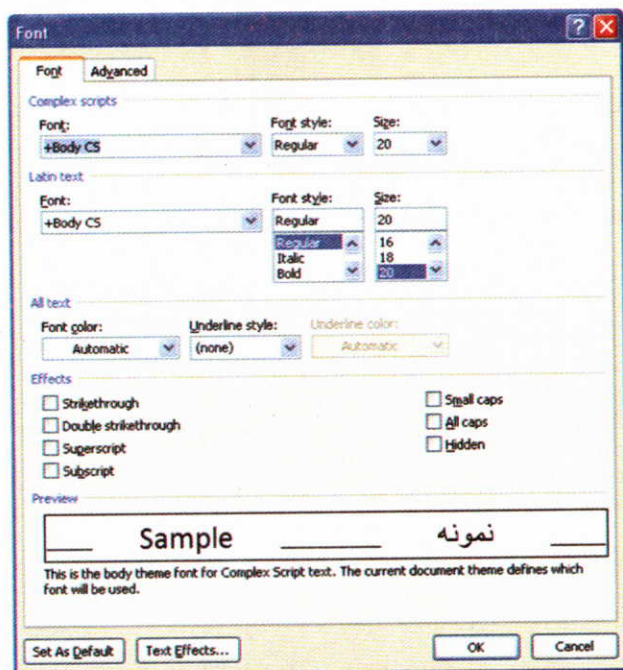 Font
Font Advanced
Complex scripts
Font: Font style: Size:
+Body CS Regular 20
Latin text
Font: Font style: Size:
+Body CS Regular 20
Regular 16
Italic 18
Bold 20
All text
Font color: Underline style: Underline color:
Automatic (none) Automatic
Effects
Strikethrough Small caps
Double strikethrough All caps
Superscript Hidden
Subscript
Preview
Sample نمونه
This is the body theme font for Complex Script text. The current document theme defines which
font will be used.
Set As Default Text Effects... OK Cancel